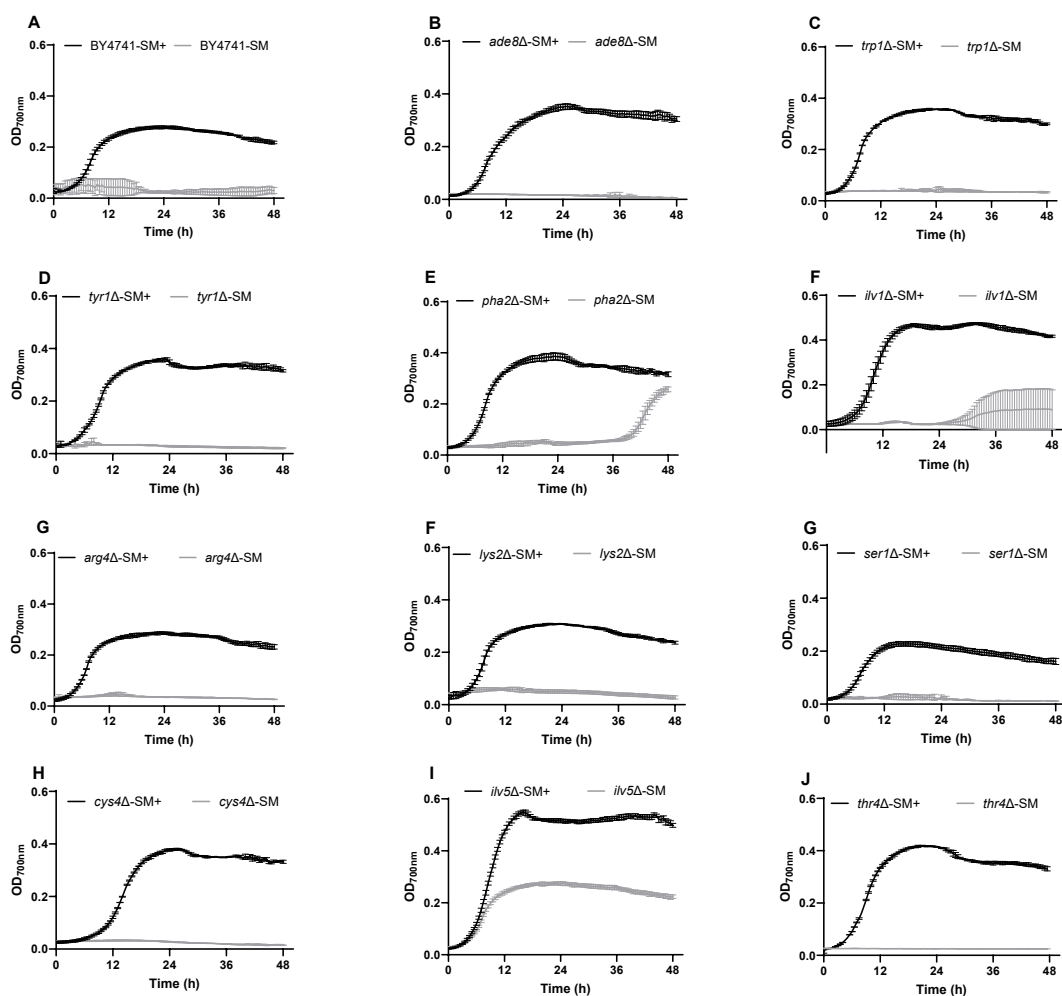 A
BY4741-SM+ BY4741-SM
0.6
0.4
0.2
0.0
OD700nm
0 12 24 36 48
Time (h)
B
ade8Δ-SM+ ade8Δ-SM
0.6
0.4
0.2
0.0
OD700nm
0 12 24 36 48
Time (h)
C
trp1Δ-SM+ trp1Δ-SM
0.6
0.4
0.2
0.0
OD700nm
0 12 24 36 48
Time (h)
D
tyr1Δ-SM+ tyr1Δ-SM
0.6
0.4
0.2
0.0
OD700nm
0 12 24 36 48
Time (h)
E
pha2Δ-SM+ pha2Δ-SM
0.6
0.4
0.2
0.0
OD700nm
0 12 24 36 48
Time (h)
F
ilv1Δ-SM+ ilv1Δ-SM
0.6
0.4
0.2
0.0
OD700nm
12 24 36 48
Time (h)
G
arg4Δ-SM+ arg4Δ-SM
0.6
0.4
0.2
0.0
OD700nm
0 12 24 36 48
Time (h)
F
lys2Δ-SM+ lys2Δ-SM
0.6
0.4
0.2
0.0
OD700nm
0 12 24 36 48
Time (h)
G
ser1Δ-SM+ ser1Δ-SM
0.6
0.4
0.2
0.0
OD700nm
0 12 24 36 48
Time (h)
H
cys4Δ-SM+ cys4Δ-SM
0.6
0.4
0.2
0.0
OD700nm
0 12 24 36 48
Time (h)
I
ilv5Δ-SM+ ilv5Δ-SM
0.6
0.4
0.2
0.0
OD700nm
0 12 24 36 48
Time (h)
J
thr4Δ-SM+ thr4Δ-SM
0.6
0.4
0.2
0.0
OD700nm
0 12 24 36 48
Time (h)